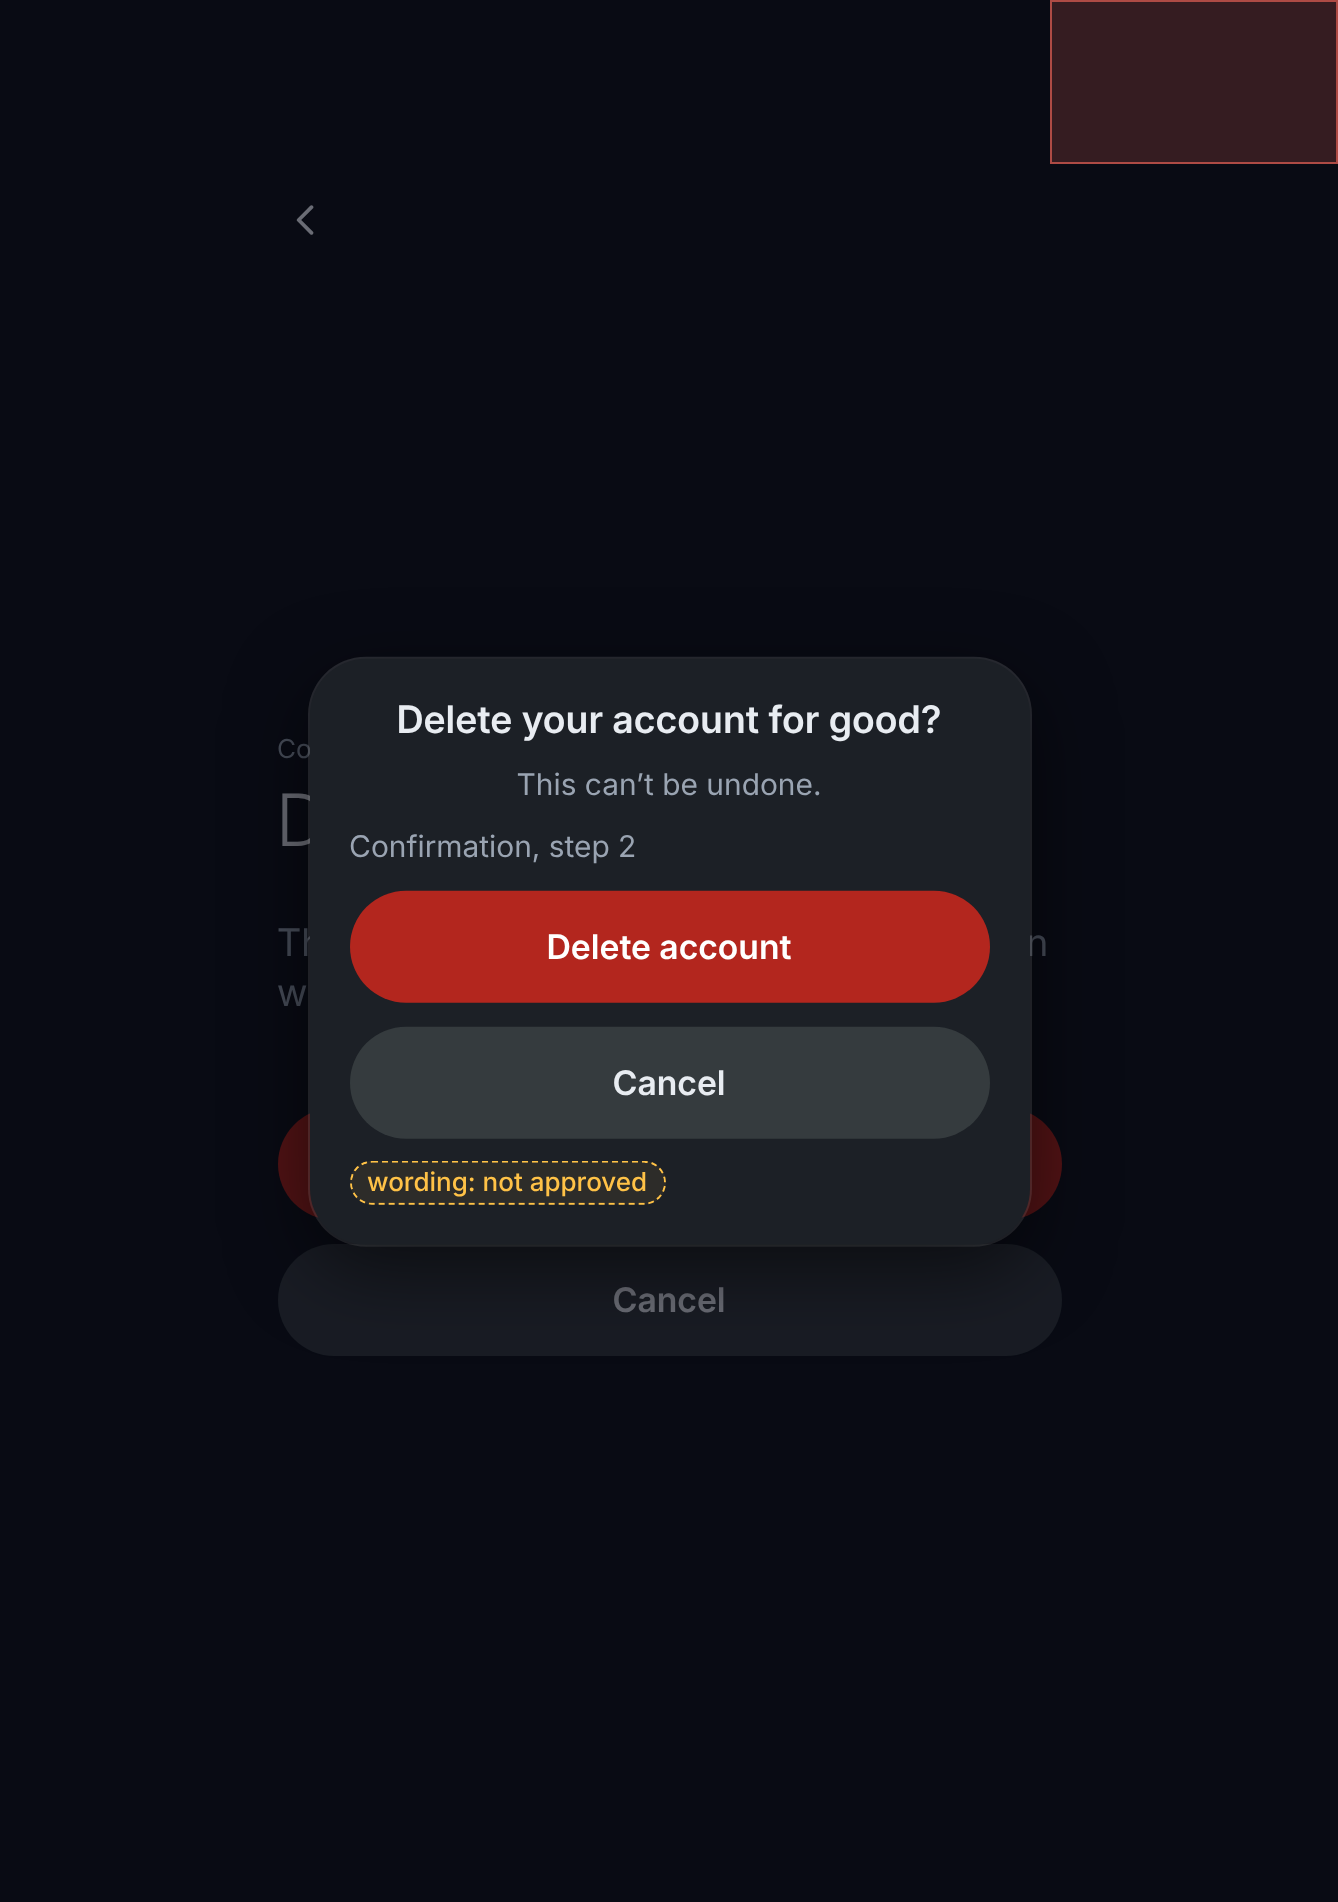 Delete your account for good?
This can’t be undone.
Confirmation, step 2
Delete account
Cancel
wording: not approved
Cancel